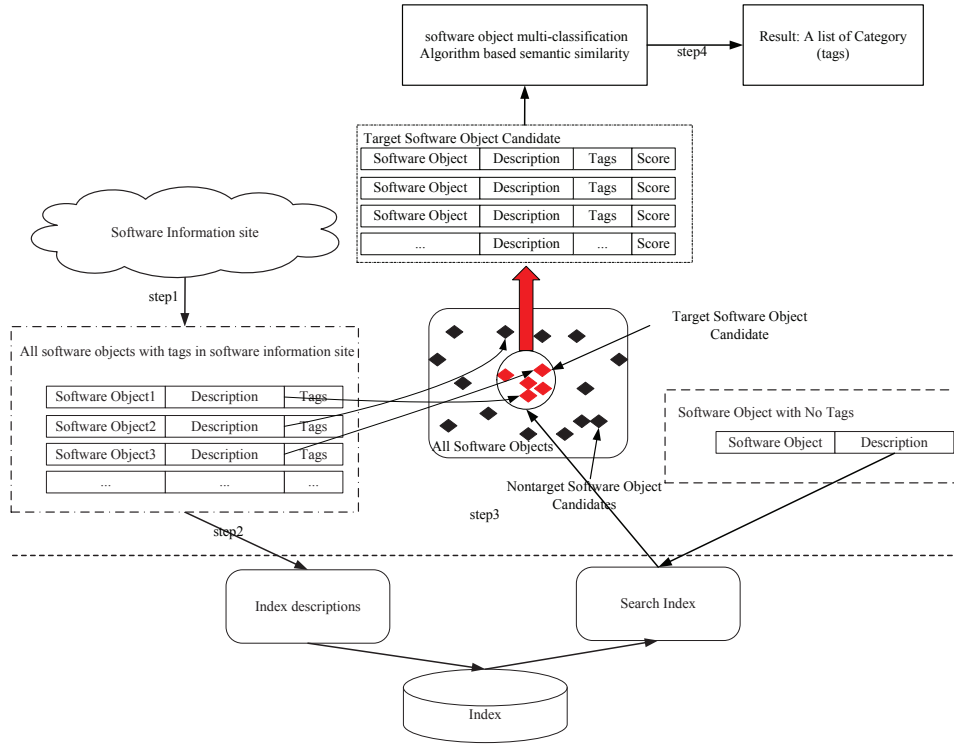 software object multi-classification
Algorithm based semantic similarity
step4
Result: A list of Category
(tags)
Target Software Object Candidate
Software Object Description Tags Score
Software Object Description Tags Score
Software Object Description Tags Score
... Description ... Score
Software Information site
step1
All software objects with tags in software information site
Software Object1 Description Tags
Software Object2 Description Tags
Software Object3 Description Tags
... ... ...
Target Software Object
Candidate
All Software Objects
Nontarget Software Object
Candidates
Software Object with No Tags
Software Object Description
step3
step2
Index descriptions
Search Index
Index